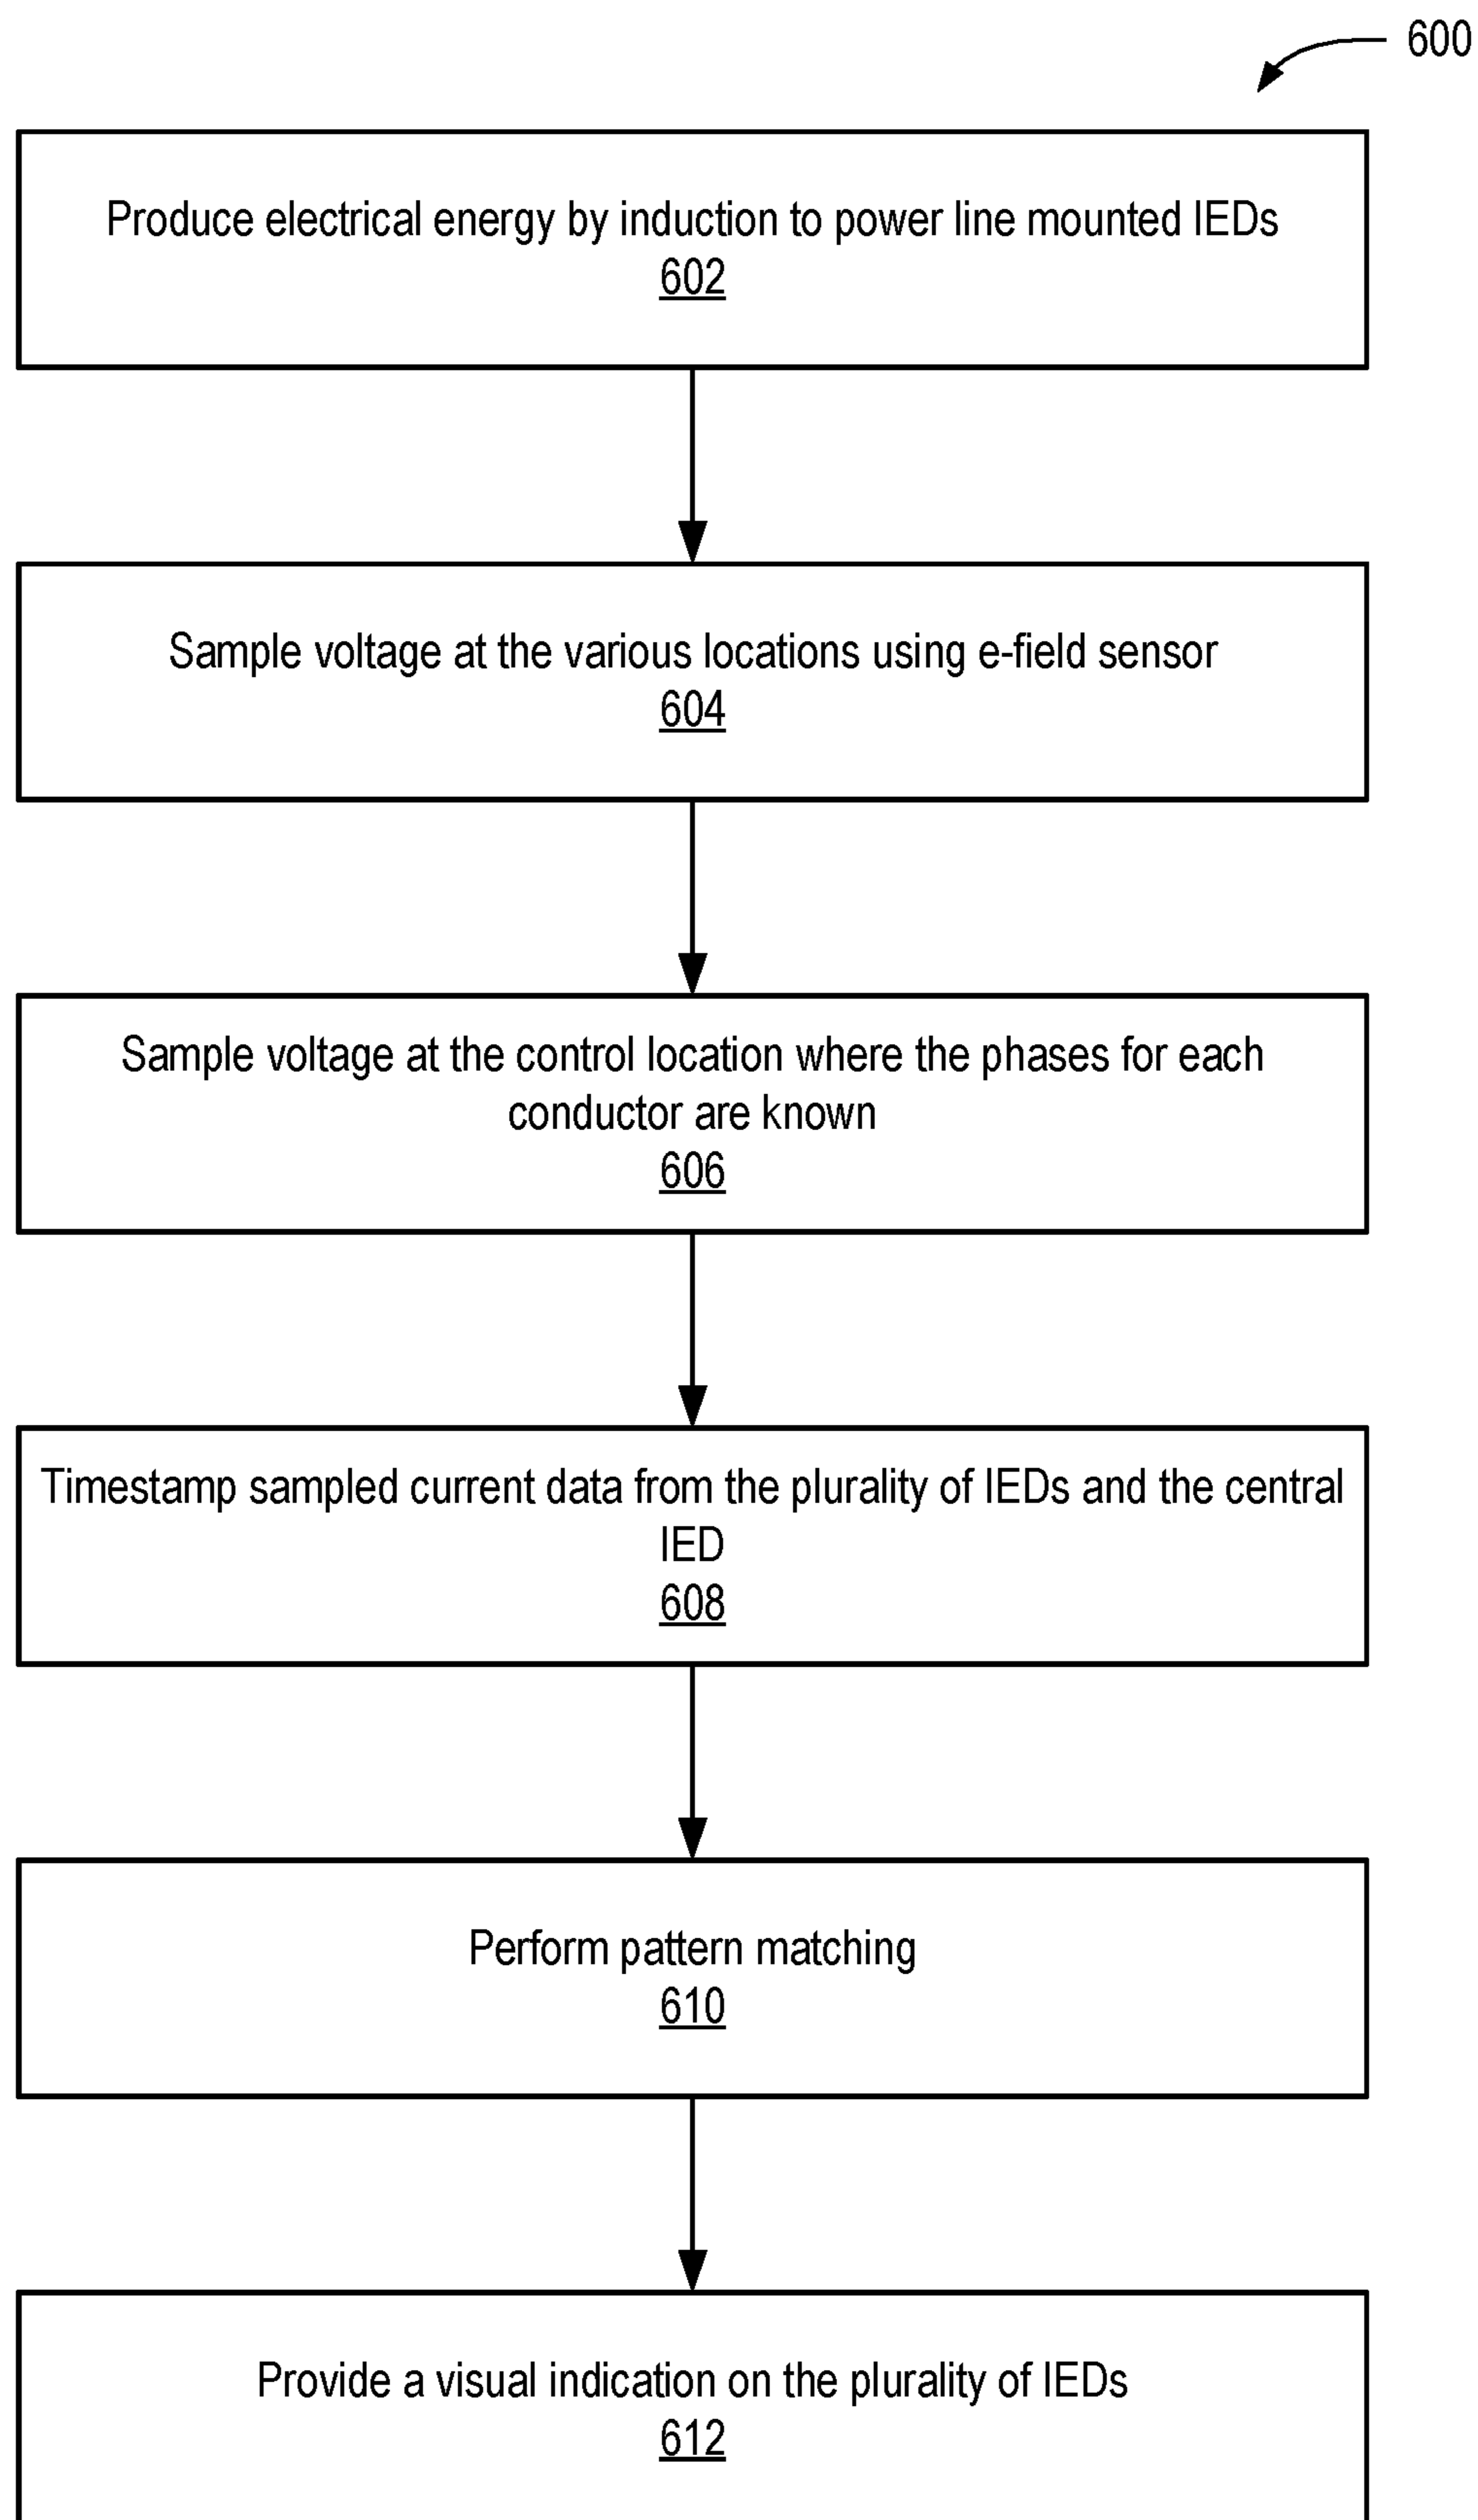 600
Produce electrical energy by induction to power line mounted IEDs
602
Sample voltage at the various locations using e-field sensor
604
Sample voltage at the control location where the phases for each
conductor are known
606
Timestamp sampled current data from the plurality of IEDs and the central
IED
608
Perform pattern matching
610
Provide a visual indication on the plurality of IEDs
612